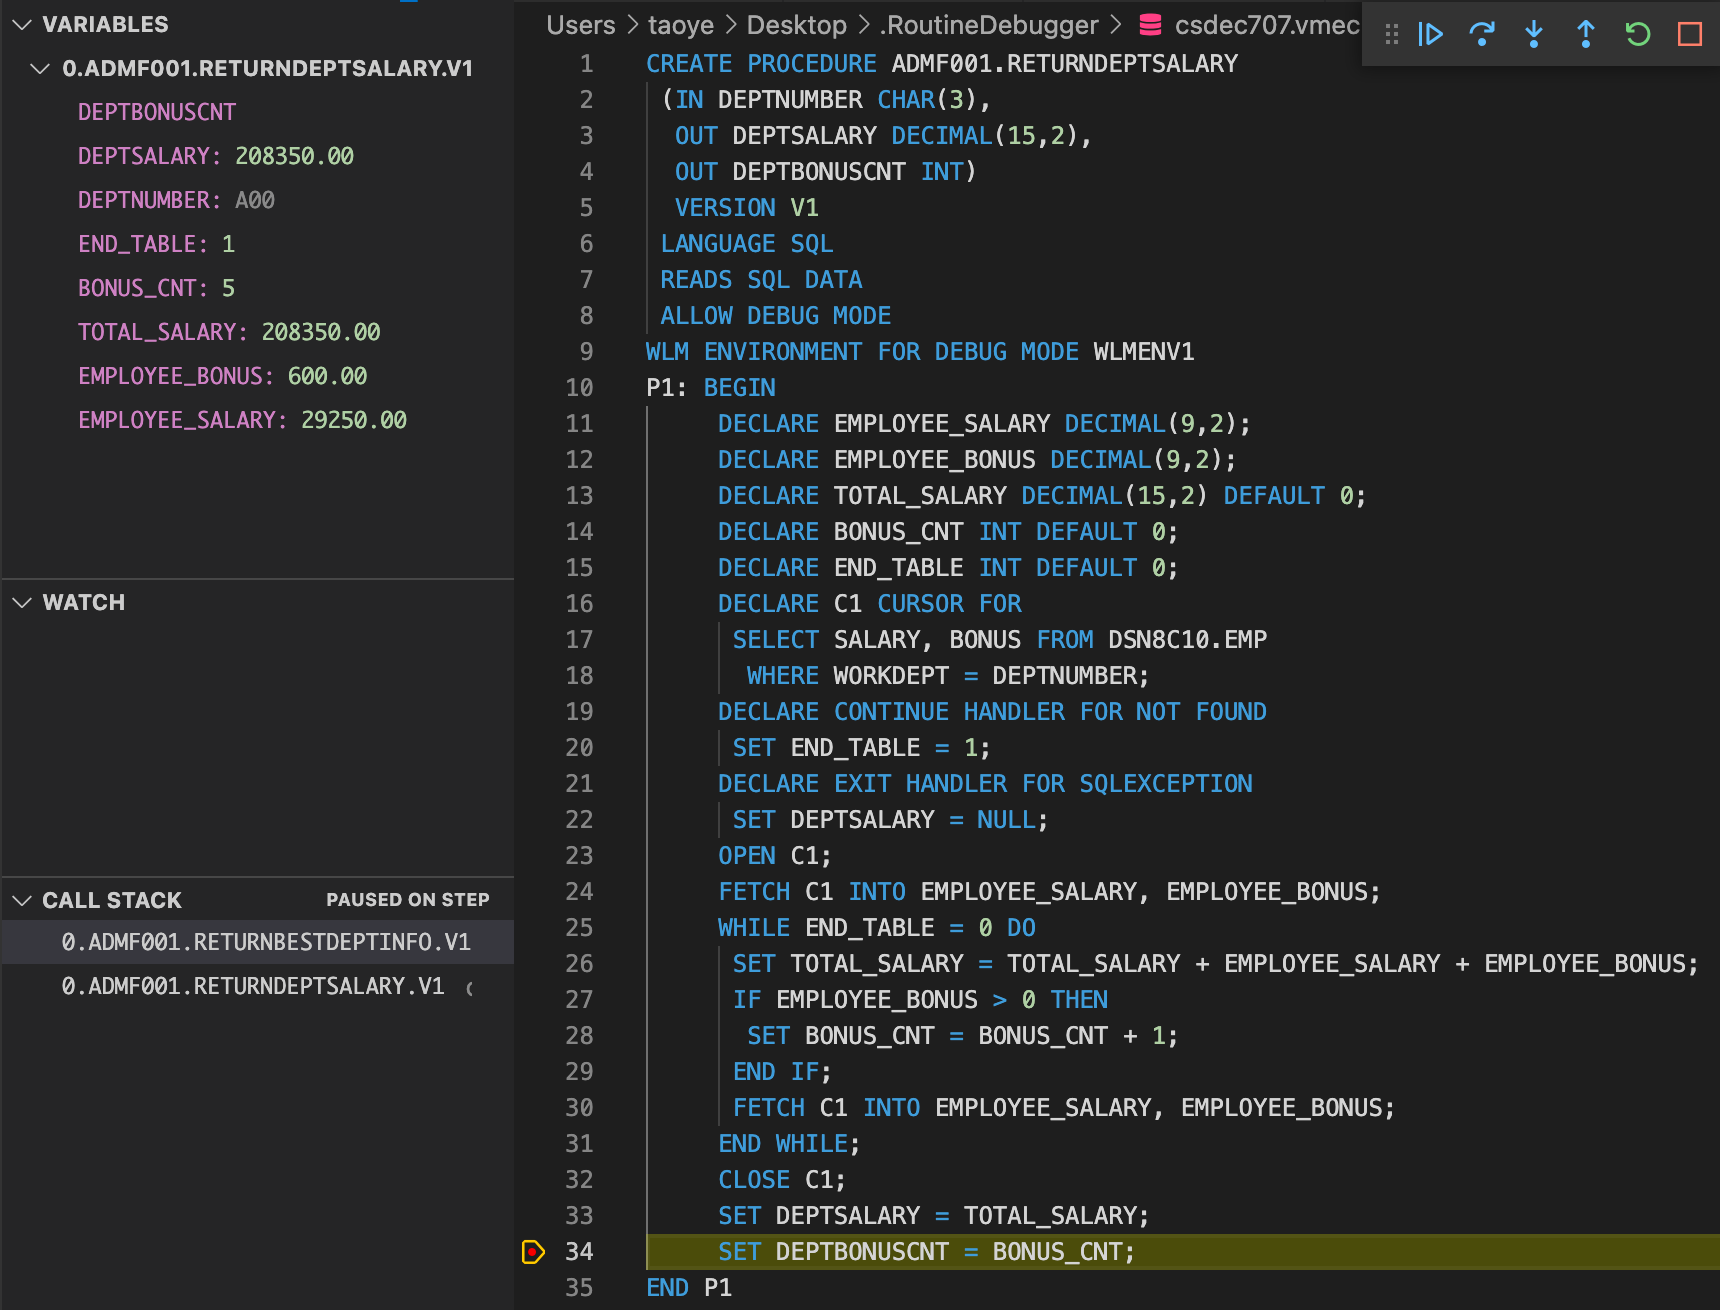 VARIABLES
0.ADMF001.RETURNDEPTSALARY.V1
DEPTBONUSCNT
DEPTSALARY: 208350.00
DEPTNUMBER: A00
END_TABLE: 1
BONUS_CNT: 5
TOTAL_SALARY: 208350.00
EMPLOYEE_BONUS: 600.00
EMPLOYEE_SALARY: 29250.00
WATCH
CALL STACK PAUSED ON STEP
0.ADMF001.RETURNBESTDEPTINFO.V1
0.ADMF001.RETURNDEPTSALARY.V1
Users > taoye > Desktop > .RoutineDebugger > csdec707.vmec
1 CREATE PROCEDURE ADMF001.RETURNDEPTSALARY
2 (IN DEPTNUMBER CHAR(3),
3 OUT DEPTSALARY DECIMAL(15,2),
4 OUT DEPTBONUSCNT INT)
5 VERSION V1
6 LANGUAGE SQL
7 READS SQL DATA
8 ALLOW DEBUG MODE
9 WLM ENVIRONMENT FOR DEBUG MODE WLMENV1
10 P1: BEGIN
11 DECLARE EMPLOYEE_SALARY DECIMAL(9,2);
12 DECLARE EMPLOYEE_BONUS DECIMAL(9,2);
13 DECLARE TOTAL_SALARY DECIMAL(15,2) DEFAULT 0;
14 DECLARE BONUS_CNT INT DEFAULT 0;
15 DECLARE END_TABLE INT DEFAULT 0;
16 DECLARE C1 CURSOR FOR
17 SELECT SALARY, BONUS FROM DSN8C10.EMP
18 WHERE WORKDEPT = DEPTNUMBER;
19 DECLARE CONTINUE HANDLER FOR NOT FOUND
20 SET END_TABLE = 1;
21 DECLARE EXIT HANDLER FOR SQLEXCEPTION
22 SET DEPTSALARY = NULL;
23 OPEN C1;
24 FETCH C1 INTO EMPLOYEE_SALARY, EMPLOYEE_BONUS;
25 WHILE END_TABLE = 0 DO
26 SET TOTAL_SALARY = TOTAL_SALARY + EMPLOYEE_SALARY + EMPLOYEE_BONUS;
27 IF EMPLOYEE_BONUS > 0 THEN
28 SET BONUS_CNT = BONUS_CNT + 1;
29 END IF;
30 FETCH C1 INTO EMPLOYEE_SALARY, EMPLOYEE_BONUS;
31 END WHILE;
32 CLOSE C1;
33 SET DEPTSALARY = TOTAL_SALARY;
34 SET DEPTBONUSCNT = BONUS_CNT;
35 END P1